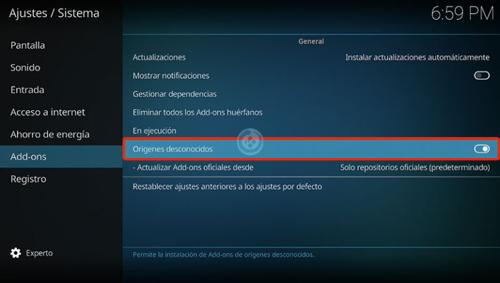 Ajustes / Sistema
6:59 PM
Pantalla
Sonido
Entrada
Acceso a internet
Ahorro de energía
Add-ons
Registro
Experto
General
Actualizaciones Instalar actualizaciones automáticamente
Mostrar notificaciones
Gestionar dependencias
Eliminar todos los Add-ons huérfanos
En ejecución
Orígenes desconocidos
- Actualizar Add-ons oficiales desde Solo repositorios oficiales (predeterminado)
Restablecer ajustes anteriores a los ajustes por defecto
Permite la instalación de Add-ons de orígenes desconocidos.